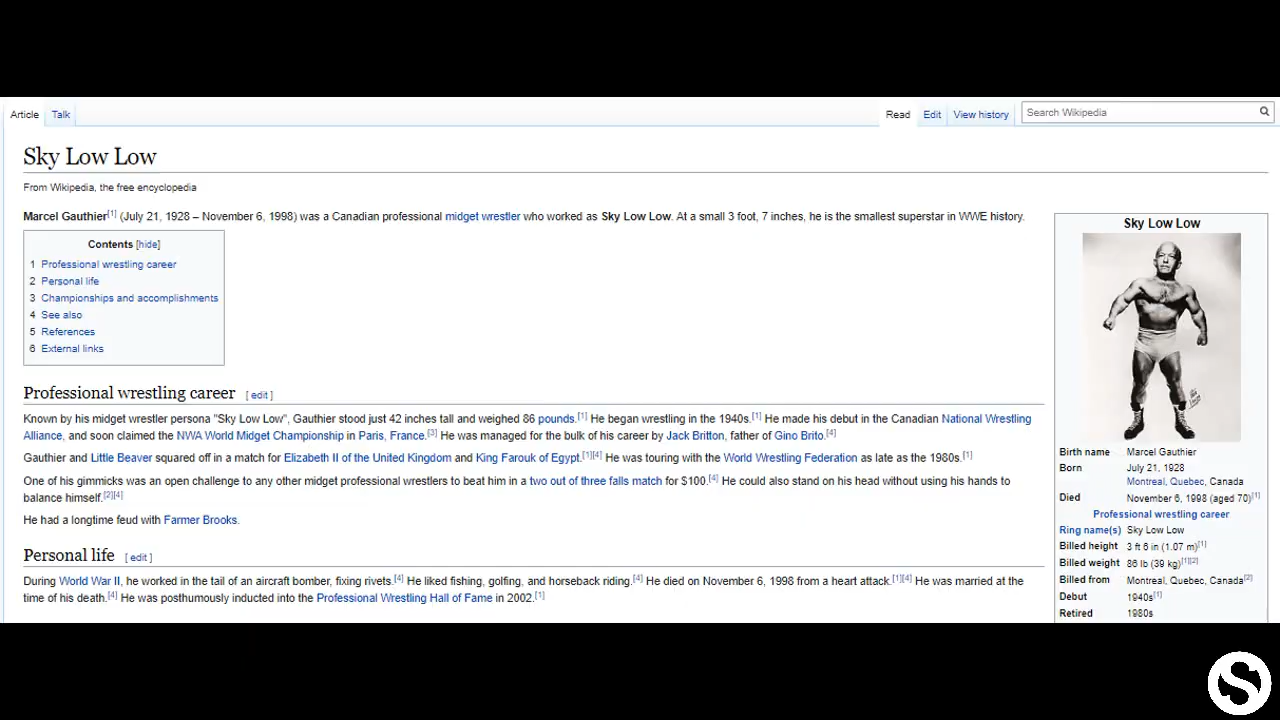 Article Talk Read Edit View history Search Wikipedia
Sky Low Low
From Wikipedia, the free encyclopedia
Marcel Gauthier[1] (July 21, 1928 – November 6, 1998) was a Canadian professional midget wrestler who worked as Sky Low Low. At a small 3 foot, 7 inches, he is the smallest superstar in WWE history.
Contents [hide]
1 Professional wrestling career
2 Personal life
3 Championships and accomplishments
4 See also
5 References
6 External links
Professional wrestling career [ edit ]
Known by his midget wrestler persona "Sky Low Low", Gauthier stood just 42 inches tall and weighed 86 pounds.[1] He began wrestling in the 1940s.[1] He made his debut in the Canadian National Wrestling
Alliance, and soon claimed the NWA World Midget Championship in Paris, France.[3] He was managed for the bulk of his career by Jack Britton, father of Gino Brito.[4]
Gauthier and Little Beaver squared off in a match for Elizabeth II of the United Kingdom and King Farouk of Egypt.[1][4] He was touring with the World Wrestling Federation as late as the 1980s.[1]
One of his gimmicks was an open challenge to any other midget professional wrestlers to beat him in a two out of three falls match for $100.[4] He could also stand on his head without using his hands to
balance himself.[2][4]
He had a longtime feud with Farmer Brooks.
Personal life [ edit ]
During World War II, he worked in the tail of an aircraft bomber, fixing rivets.[4] He liked fishing, golfing, and horseback riding.[4] He died on November 6, 1998 from a heart attack.[1][4] He was married at the
time of his death.[4] He was posthumously inducted into the Professional Wrestling Hall of Fame in 2002.[1]
Sky Low Low
Birth name Marcel Gauthier
Born July 21, 1928
Montreal, Quebec, Canada
Died November 6, 1998 (aged 70)[1]
Professional wrestling career
Ring name(s) Sky Low Low
Billed height 3 ft 6 in (1.07 m)[1]
Billed weight 86 lb (39 kg)[1][2]
Billed from Montreal, Quebec, Canada[2]
Debut 1940s[1]
Retired 1980s
S